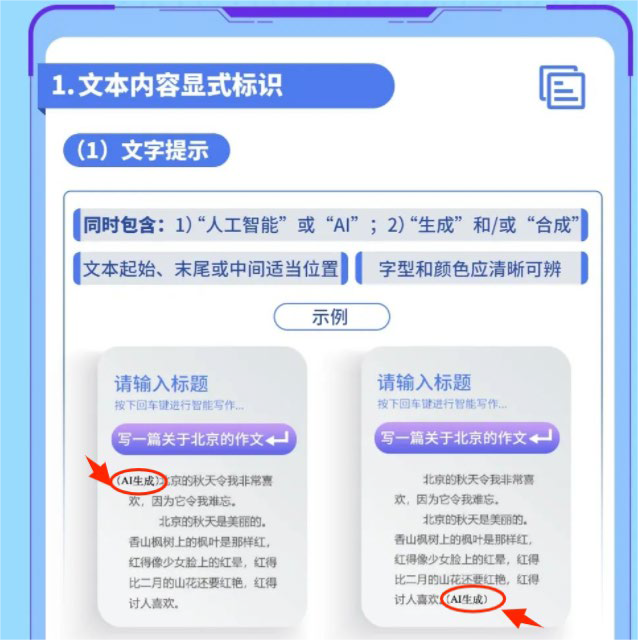 1.文本内容显式标识
（1）文字提示
同时包含：1）“人工智能”或“AI”；2）“生成”和/或“合成”
文本起始、末尾或中间适当位置
字型和颜色应清晰可辨
示例
请输入标题
按下回车键进行智能写作...
写一篇关于北京的作文
（AI生成）北京的秋天令我非常喜
欢，因为它令我难忘。
北京的秋天是美丽的。
香山枫树上的枫叶是那样红，
红得像少女脸上的红晕，红得
比二月的山花还要红艳，红得
讨人喜欢。
请输入标题
按下回车键进行智能写作...
写一篇关于北京的作文
北京的秋天令我非常喜
欢，因为它令我难忘。
北京的秋天是美丽的。
香山枫树上的枫叶是那样红，
红得像少女脸上的红晕，红得
比二月的山花还要红艳，红得
讨人喜欢。（AI生成）